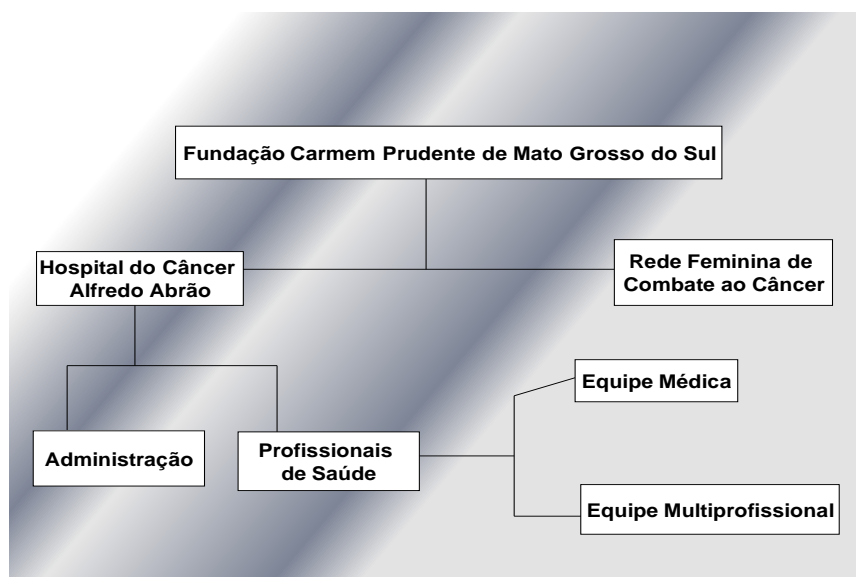 Fundação Carmem Prudente de Mato Grosso do Sul
Hospital do Câncer
Alfredo Abrão
Rede Feminina de
Combate ao Câncer
Equipe Médica
Administração
Profissionais
de Saúde
Equipe Multiprofissional